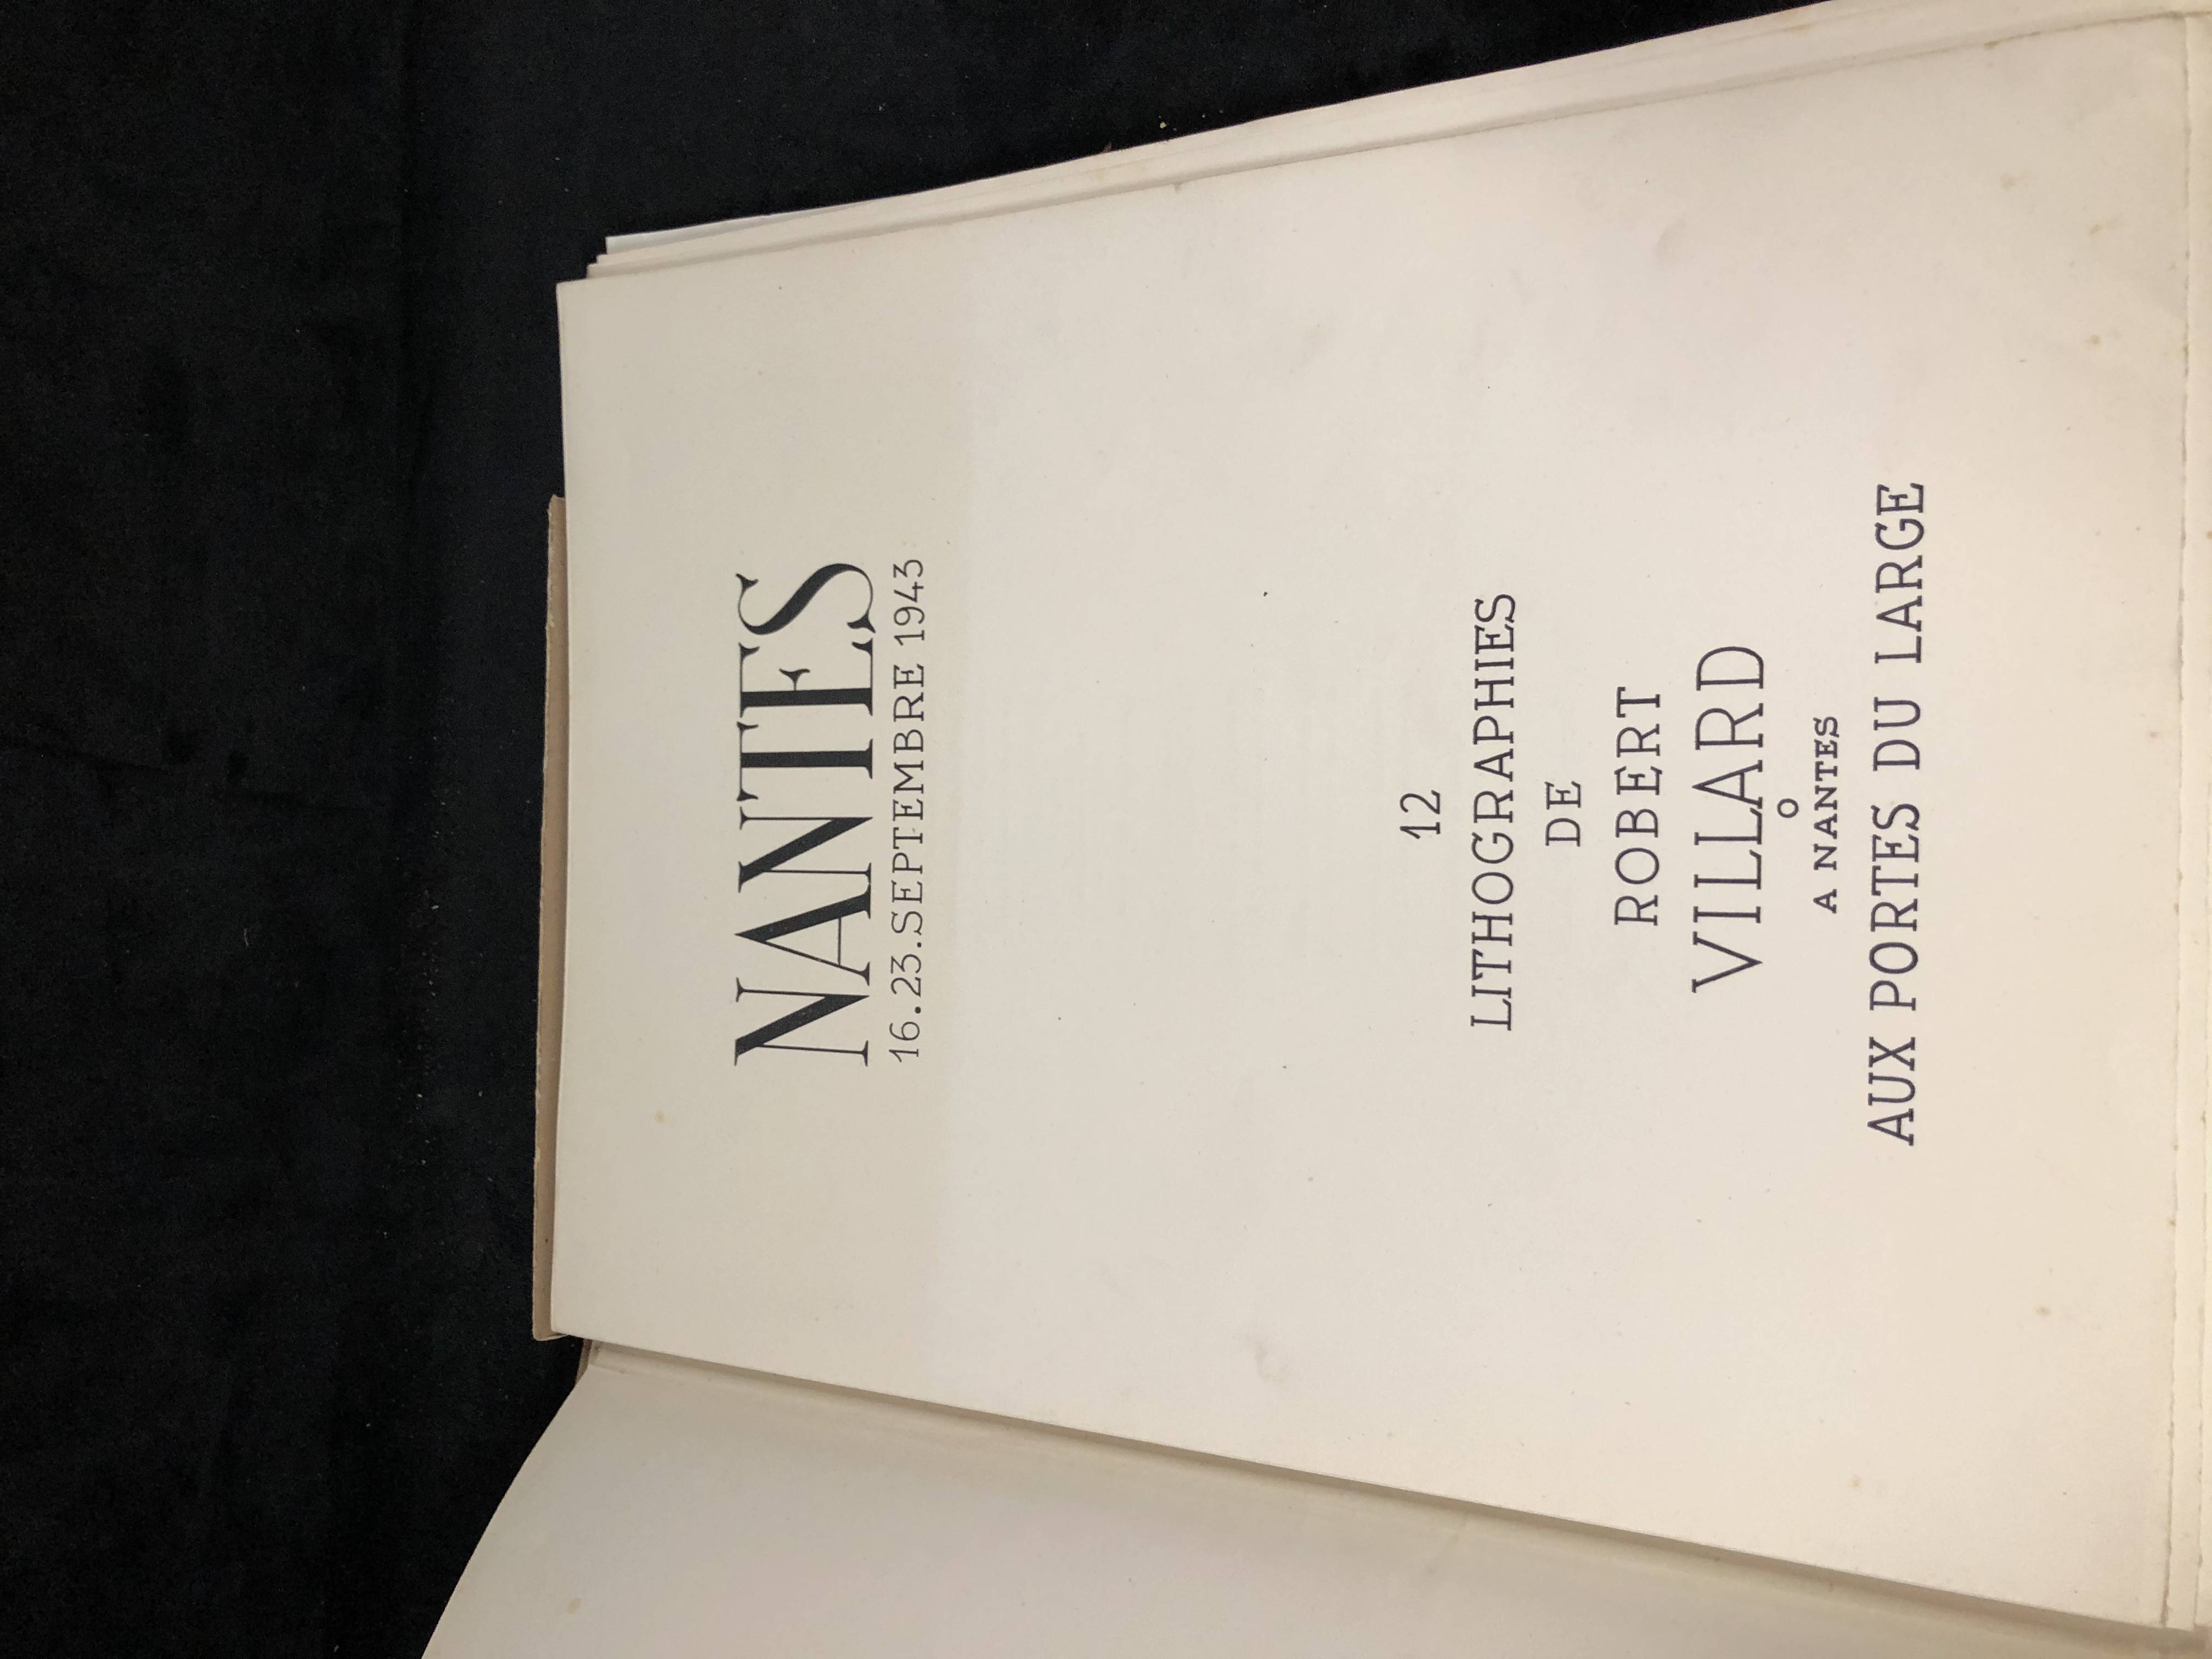 NANTES
16.23.SEPTEMBRE 1943
12
LITHOGRAPHIES
DE
ROBERT
VILLARD
O
A NANTES
AUX PORTES DU LARGE